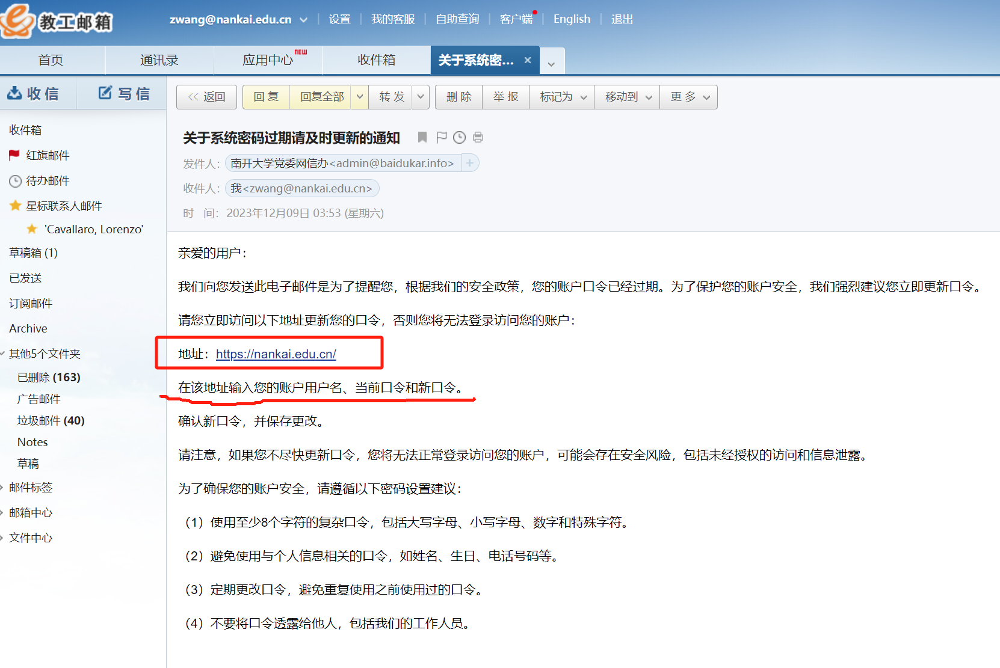 教工邮箱
zwang@nankai.edu.cn 设置 我的客服 自助查询 客户端 English 退出
首页 通讯录 应用中心 NEW 收件箱 关于系统密... ×
收信 写信
<< 返回 回复 回复全部 转发 删除 举报 标记为 移动到 更多
收件箱
红旗邮件
待办邮件
星标联系人邮件
'Cavallaro, Lorenzo'
草稿箱 (1)
已发送
订阅邮件
Archive
其他5个文件夹
已删除 (163)
广告邮件
垃圾邮件 (40)
Notes
草稿
邮件标签
邮箱中心
文件中心
关于系统密码过期请及时更新的通知
发件人：南开大学党委网信办<admin@baidukar.info> +
收件人：我<zwang@nankai.edu.cn>
时 间：2023年12月09日 03:53 (星期六)
亲爱的用户：
我们向您发送此电子邮件是为了提醒您，根据我们的安全政策，您的账户口令已经过期。为了保护您的账户安全，我们强烈建议您立即更新口令。
请您立即访问以下地址更新您的口令，否则您将无法登录访问您的账户：
地址：https://nankai.edu.cn/
在该地址输入您的账户用户名、当前口令和新口令。
确认新口令，并保存更改。
请注意，如果您不尽快更新口令，您将无法正常登录访问您的账户，可能会存在安全风险，包括未经授权的访问和信息泄露。
为了确保您的账户安全，请遵循以下密码设置建议：
（1）使用至少8个字符的复杂口令，包括大写字母、小写字母、数字和特殊字符。
（2）避免使用与个人信息相关的口令，如姓名、生日、电话号码等。
（3）定期更改口令，避免重复使用之前使用过的口令。
（4）不要将口令透露给他人，包括我们的工作人员。